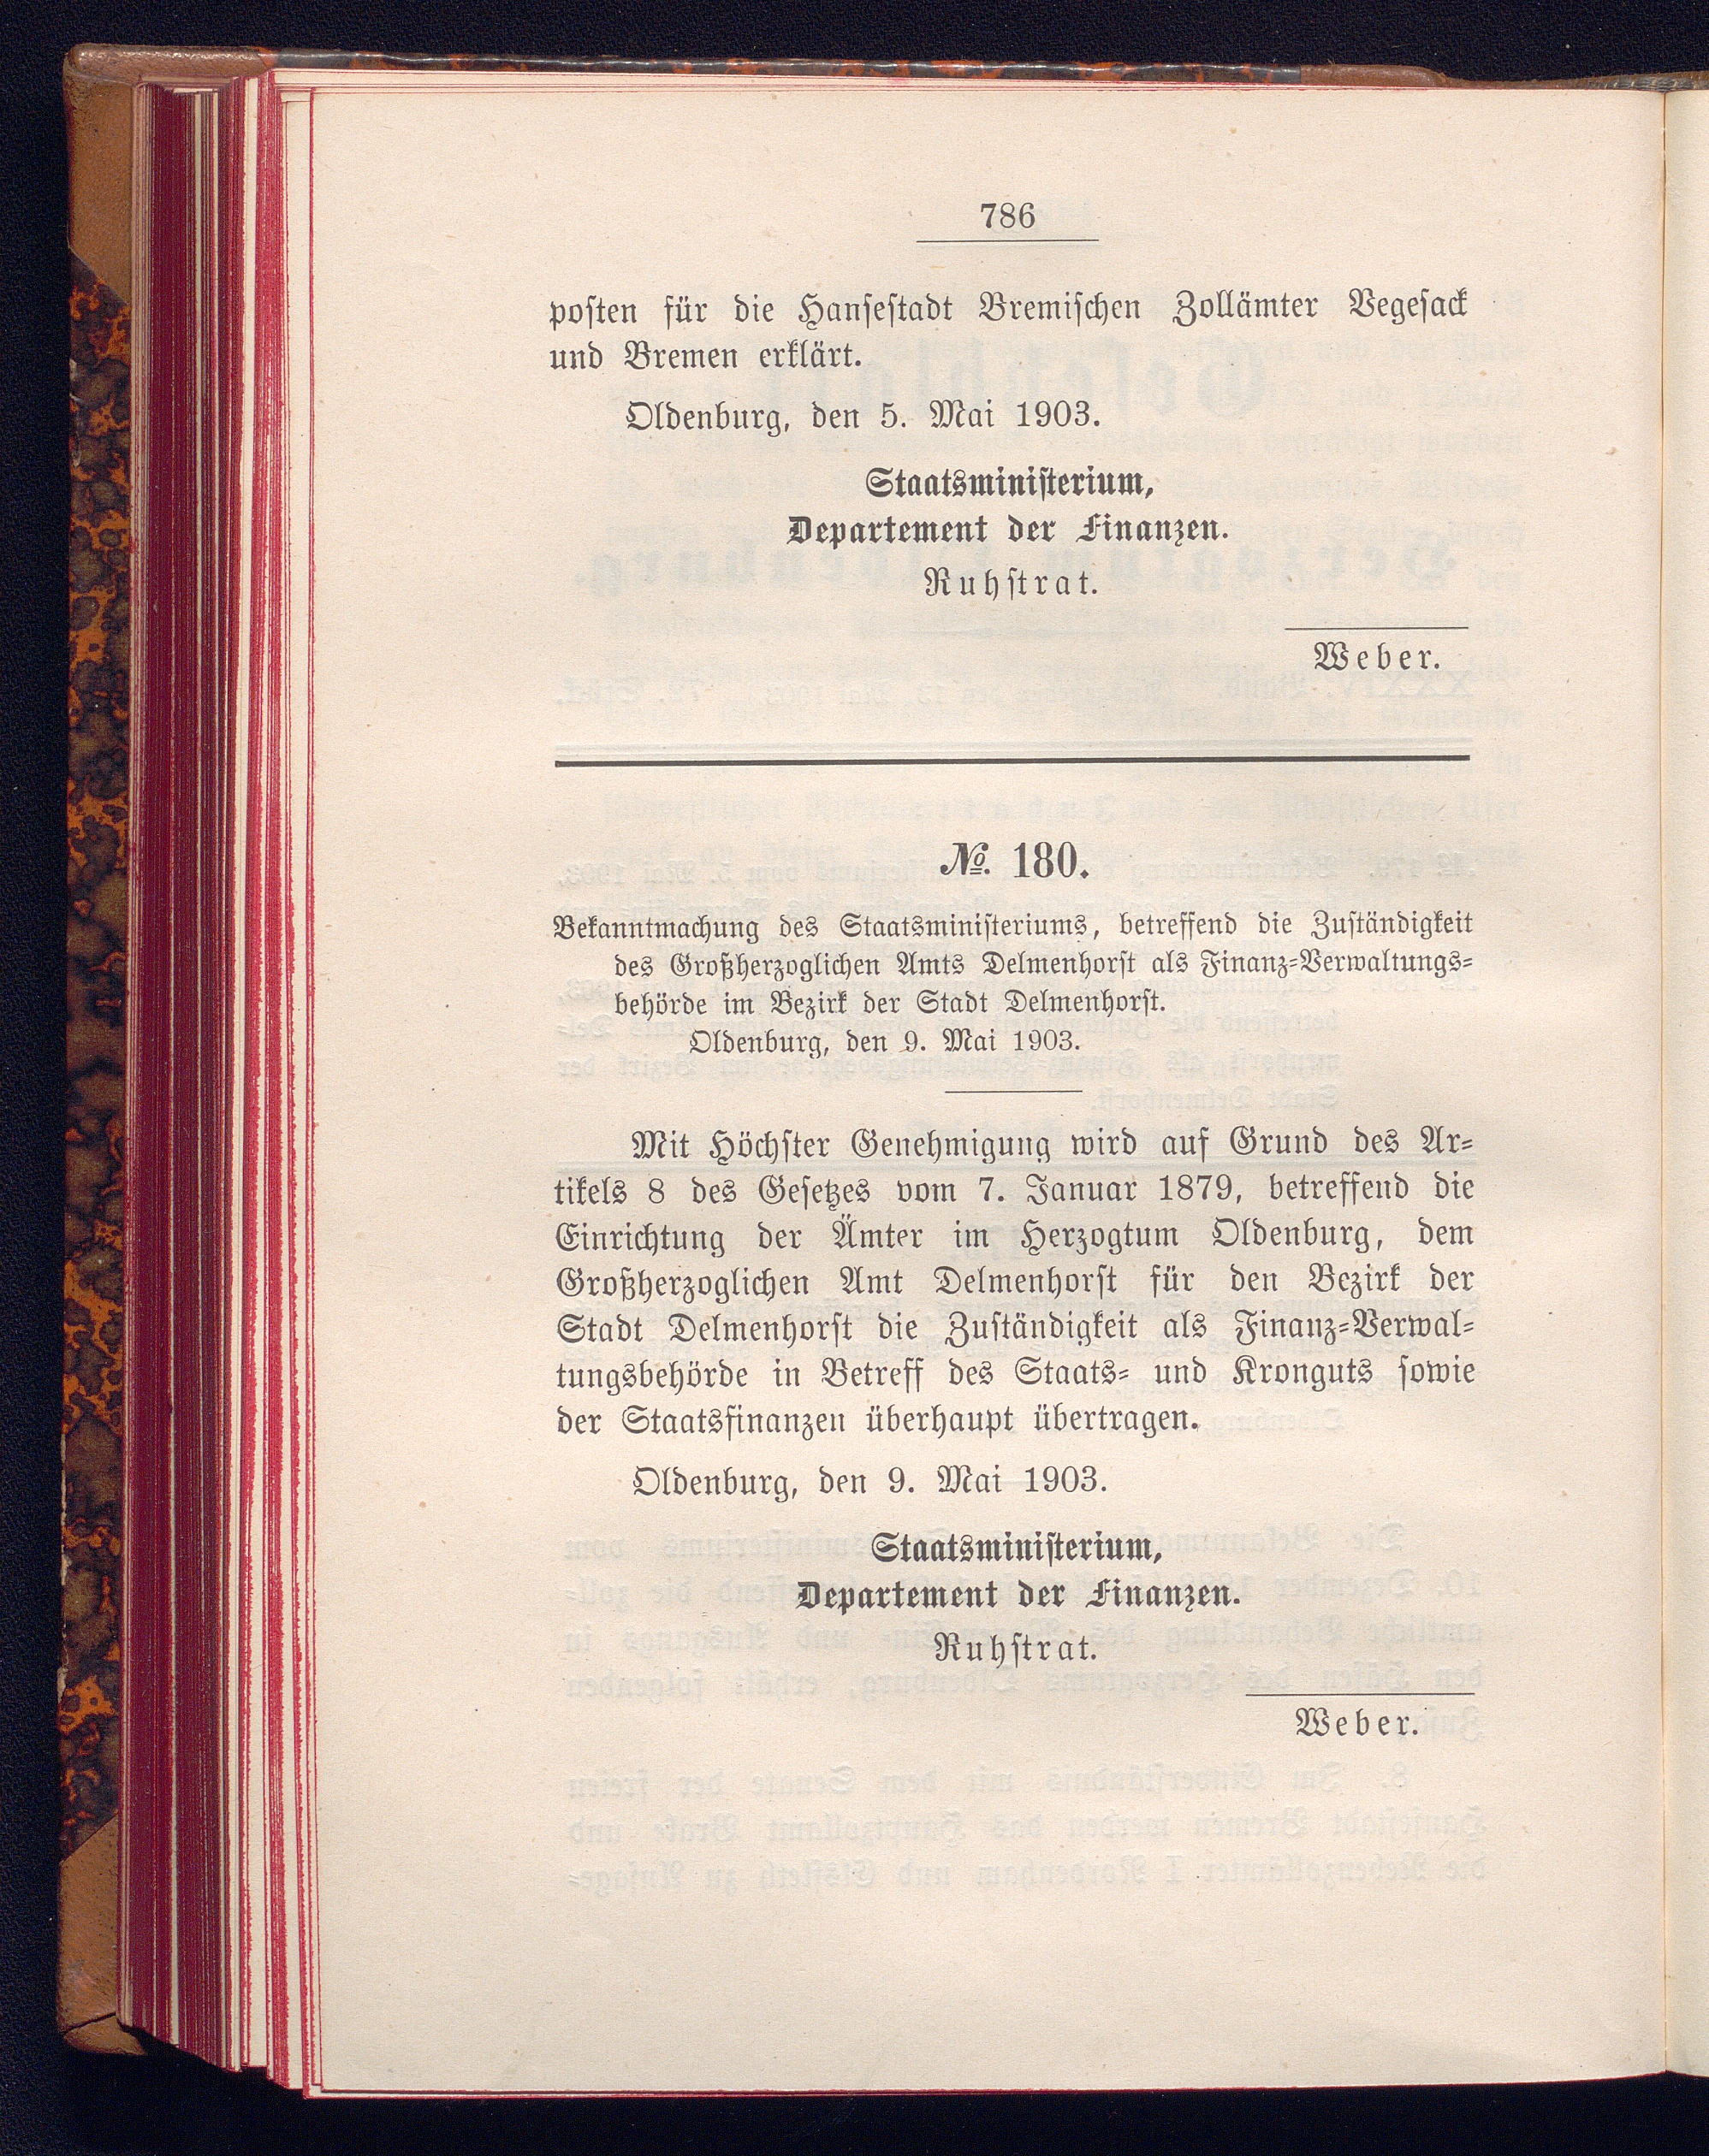 786
posten für die Hansestadt Bremischen Zollämter Vegesack
und Bremen erklärt.
Oldenburg, den 5. Mai 1903.
Staatsministerium,
Departement der Finanzen.
Ruhstrat.
Weber.
№. 180.
Bekanntmachung des Staatsministeriums, betreffend die Zuständigkeit
des Großherzoglichen Amts Delmenhorst als Finanz-Verwaltungs-
behörde im Bezirk der Stadt Delmenhorst.
Oldenburg, den 9. Mai 1903.
Mit Höchster Genehmigung wird auf Grund des Ar-
tikels 8 des Gesetzes vom 7. Januar 1879, betreffend die
Einrichtung der Ämter im Herzogtum Oldenburg, dem
Großherzoglichen Amt Delmenhorst für den Bezirk der
Stadt Delmenhorst die Zuständigkeit als Finanz-Verwal-
tungsbehörde in Betreff des Staats- und Kronguts sowie
der Staatsfinanzen überhaupt übertragen.
Oldenburg, den 9. Mai 1903.
Staatsministerium,
Departement der Finanzen.
Ruhstrat.
Weber.